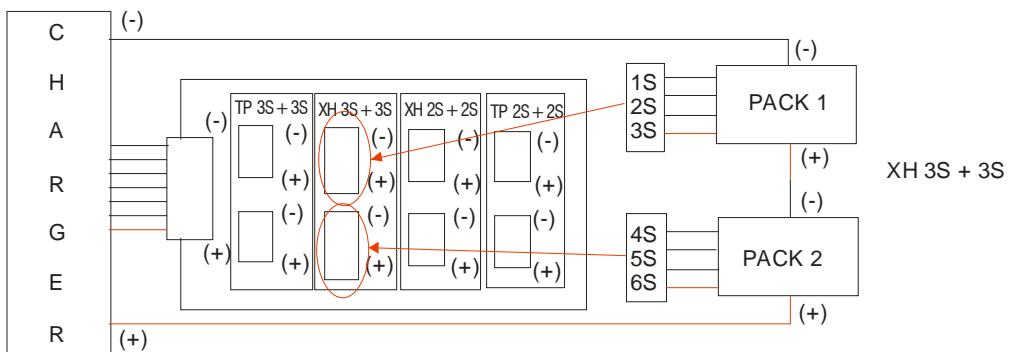 C
H
A
R
G
E
R
(-)
(+)
(-)
(+)
TP 3S + 3S
(-)
(+)
(-)
(+)
XH 3S + 3S
(-)
(+)
(-)
(+)
XH 2S + 2S
(-)
(+)
(-)
(+)
TP 2S + 2S
(-)
(+)
(-)
(+)
1S
2S
3S
(-)
PACK 1
(+)
4S
5S
6S
(-)
PACK 2
(+)
XH 3S + 3S